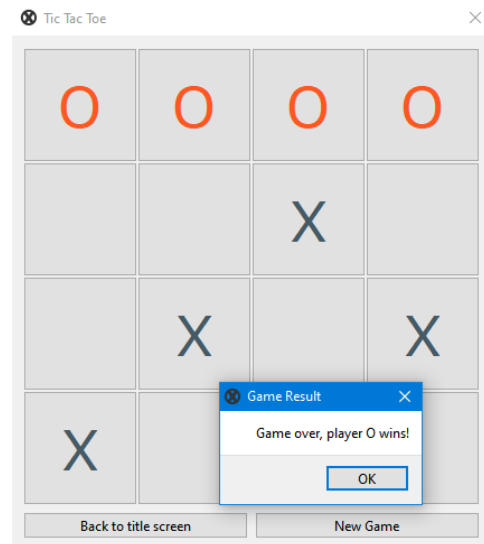 Tic Tac Toe
O O O O
X
X X
Game Result
Game over, player O wins!
X
OK
Back to title screen New Game